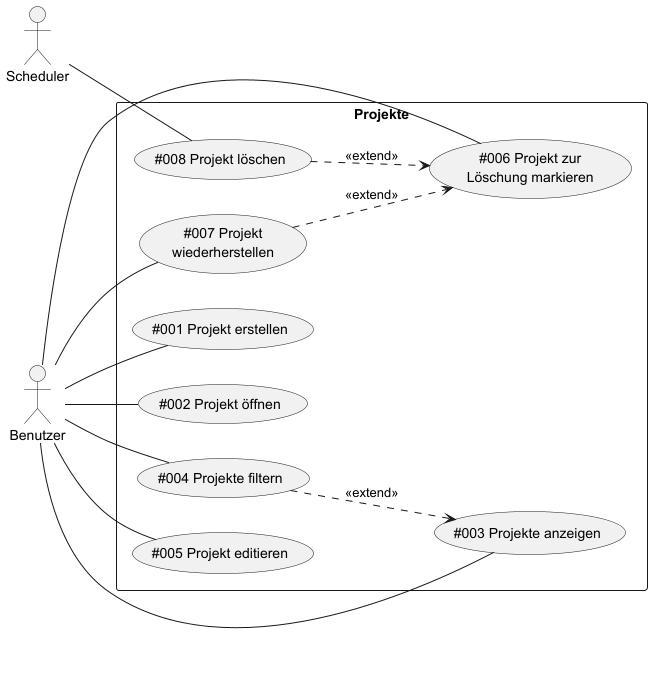 Scheduler
Projekte
#008 Projekt löschen
«extend»
#006 Projekt zur
Löschung markieren
«extend»
#007 Projekt
wiederherstellen
#001 Projekt erstellen
Benutzer
#002 Projekt öffnen
#004 Projekte filtern
«extend»
#003 Projekte anzeigen
#005 Projekt editieren